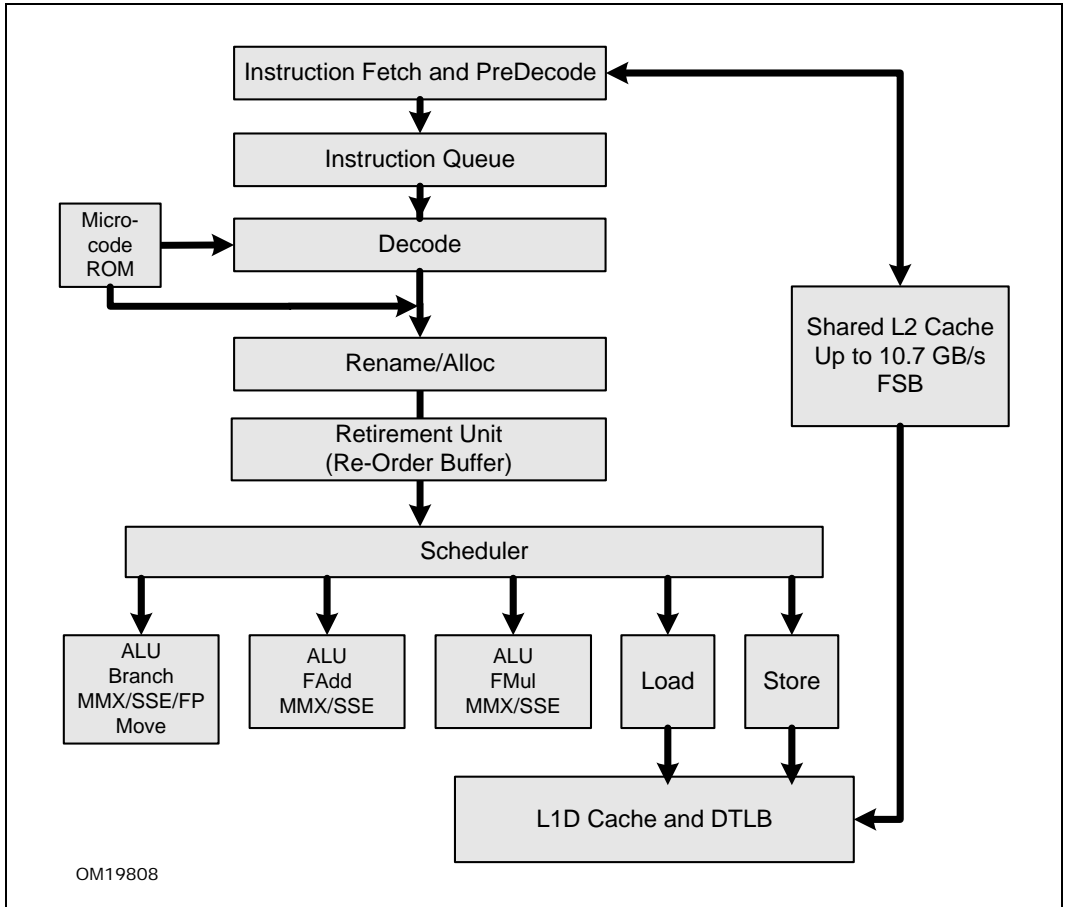 Instruction Fetch and PreDecode
Instruction Queue
Micro-
code
ROM
Decode
Shared L2 Cache
Up to 10.7 GB/s
FSB
Rename/Alloc
Retirement Unit
(Re-Order Buffer)
Scheduler
ALU
Branch
MMX/SSE/FP
Move
ALU
FAdd
MMX/SSE
ALU
FMul
MMX/SSE
Load
Store
L1D Cache and DTLB
OM19808